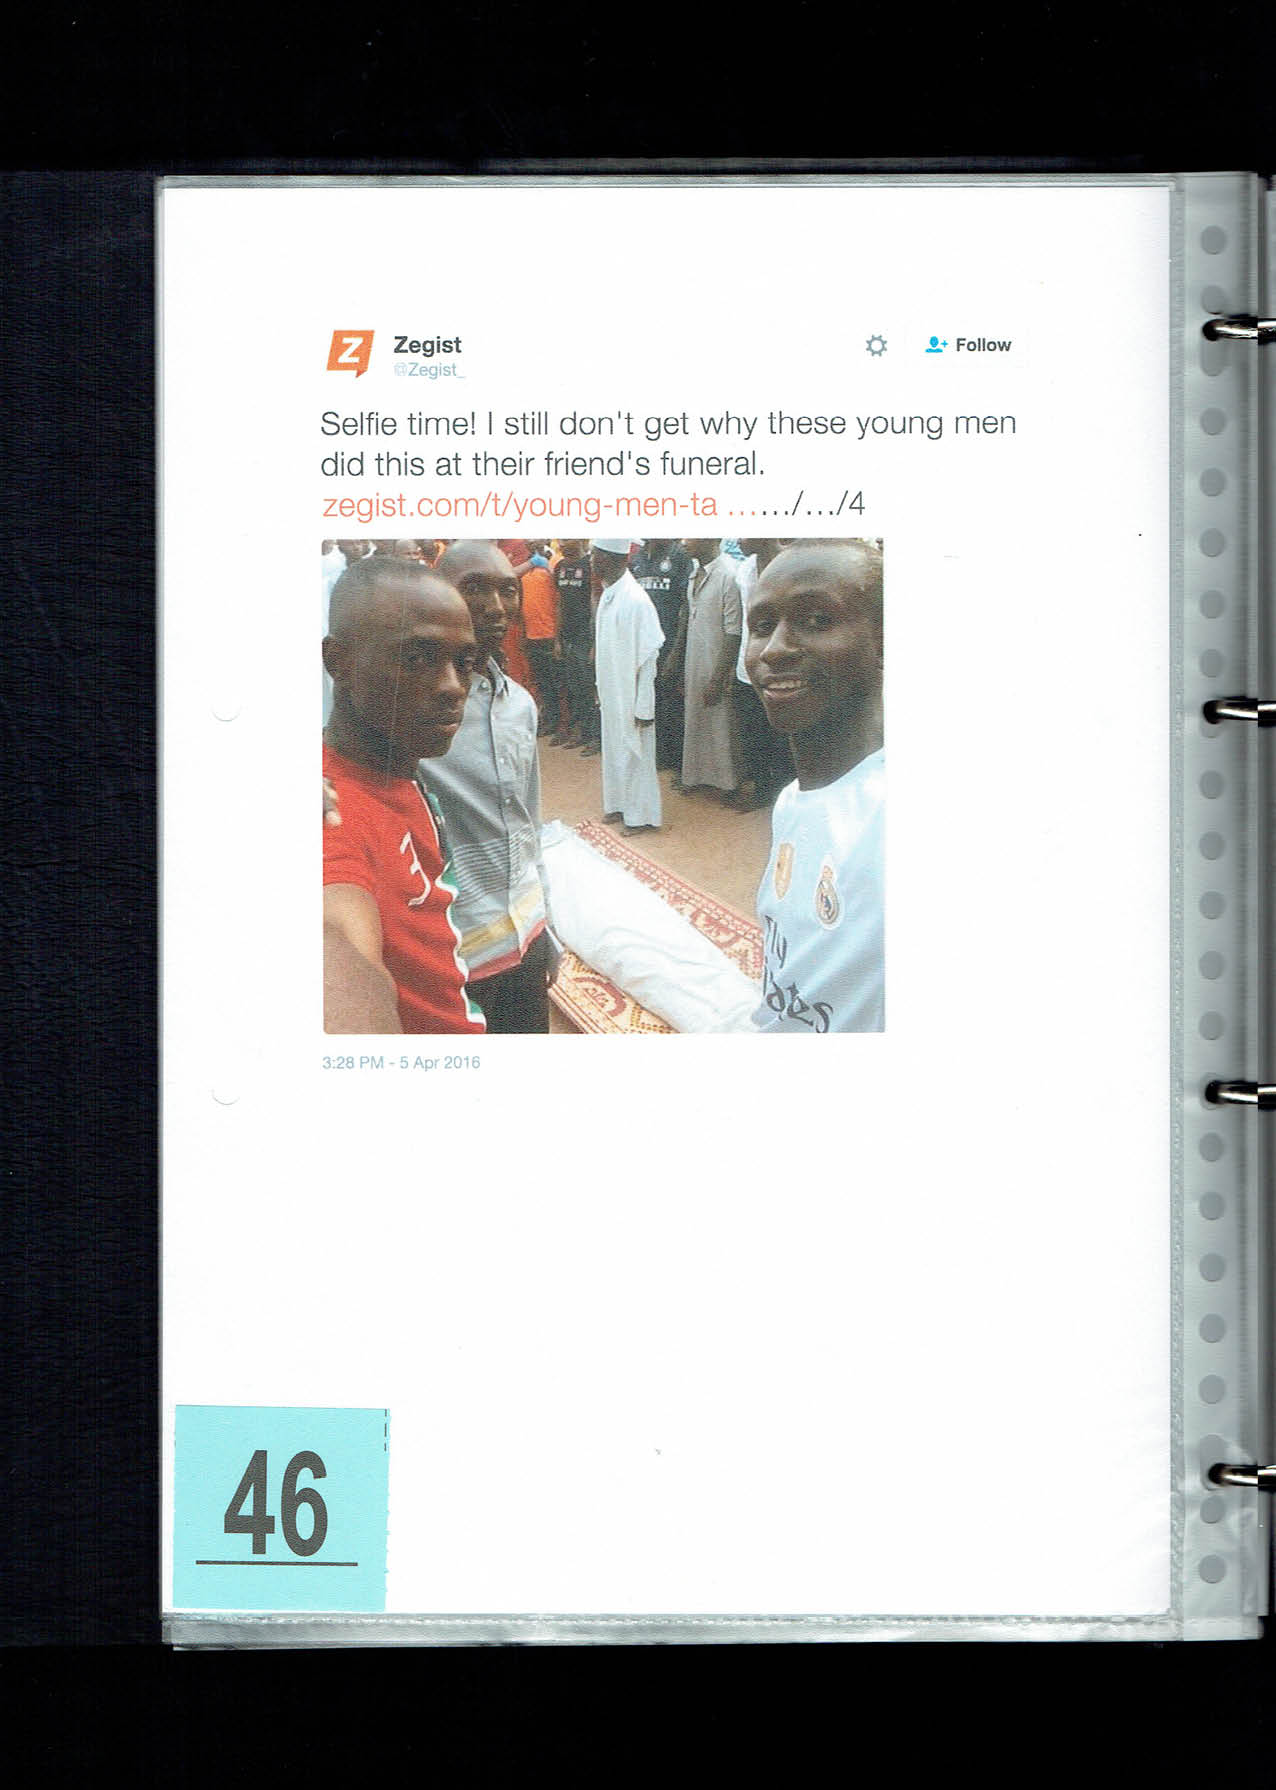 Z
Zegist
@Zegist_
Follow
Selfie time! I still don't get why these young men
did this at their friend's funeral.
zegist.com/t/young-men-ta ....../.../4
Fly
3:28 PM - 5 Apr 2016
46